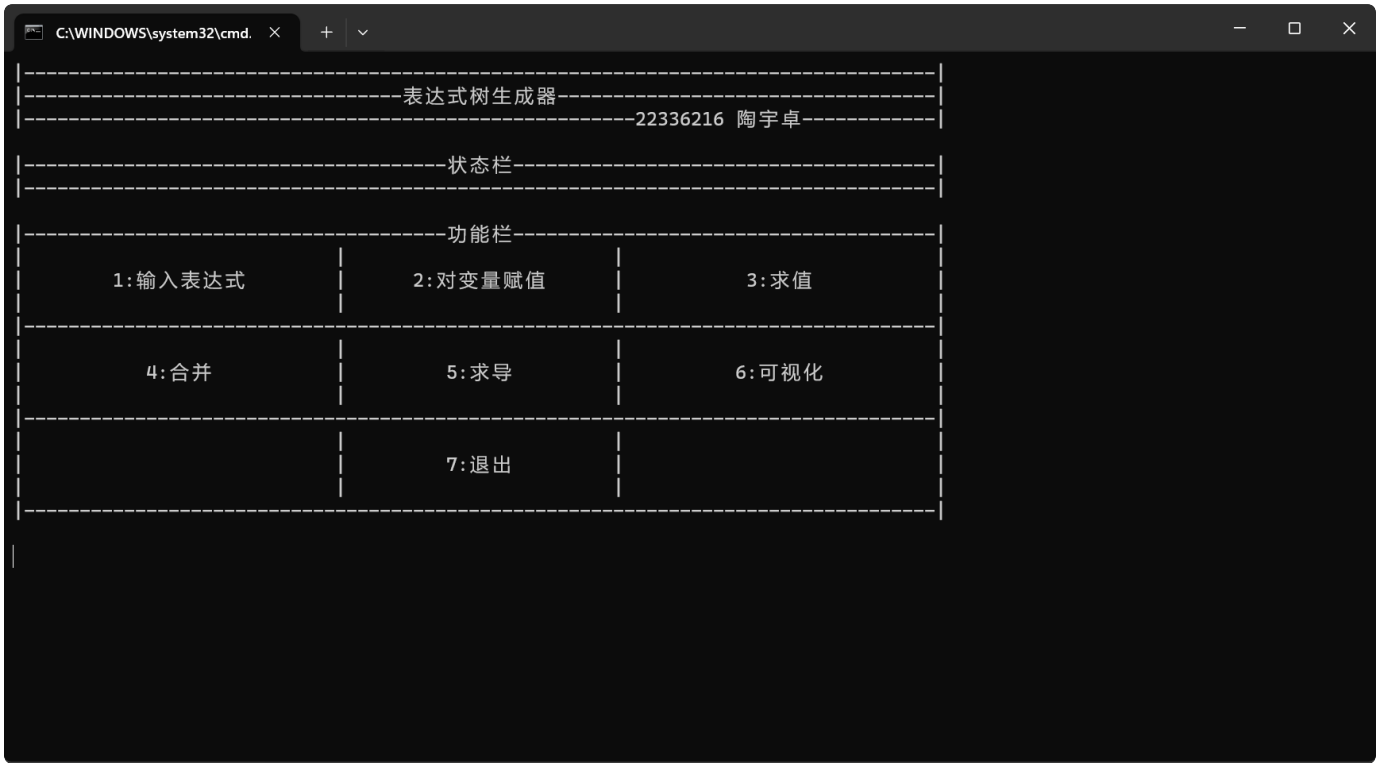 C:\WINDOWS\system32\cmd.
表达式树生成器
22336216 陶宇卓
状态栏
功能栏
1:输入表达式 2:对变量赋值 3:求值
4:合并 5:求导 6:可视化
7:退出